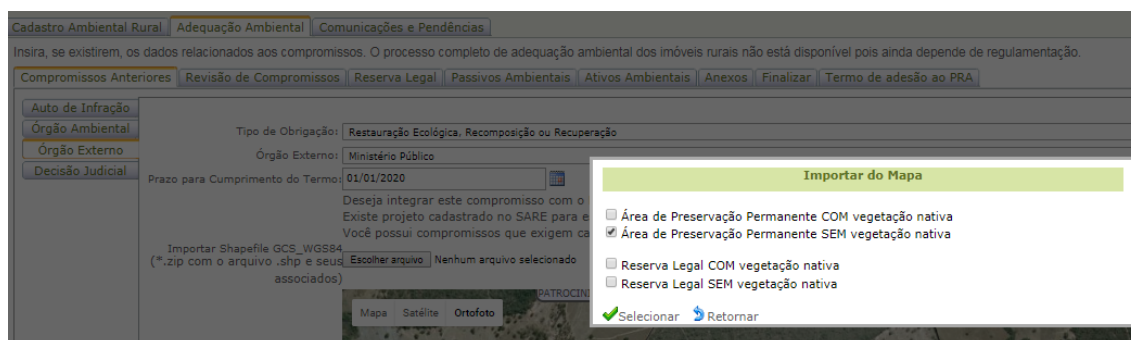 Cadastro Ambiental Rural Adequação Ambiental Comunicações e Pendências
Insira, se existirem, os dados relacionados aos compromissos. O processo completo de adequação ambiental dos imóveis rurais não está disponível pois ainda depende de regulamentação.
Compromissos Anteriores Revisão de Compromissos Reserva Legal Passivos Ambientais Ativos Ambientais Anexos Finalizar Termo de adesão ao PRA
Auto de Infração
Órgão Ambiental
Órgão Externo
Decisão Judicial
Tipo de Obrigação: Restauração Ecológica, Recomposição ou Recuperação
Órgão Externo: Ministério Público
Prazo para Cumprimento do Termo: 01/01/2020
Deseja integrar este compromisso com o
Existe projeto cadastrado no SARE para e
Você possui compromissos que exigem ca
Importar Shapefile GCS_WGS84
(*.zip com o arquivo .shp e seus
associados)
Escolher arquivo Nenhum arquivo selecionado
Mapa Satélite Ortofoto
PATROCIN
Importar do Mapa
Área de Preservação Permanente COM vegetação nativa
Área de Preservação Permanente SEM vegetação nativa
Reserva Legal COM vegetação nativa
Reserva Legal SEM vegetação nativa
Selecionar Retornar